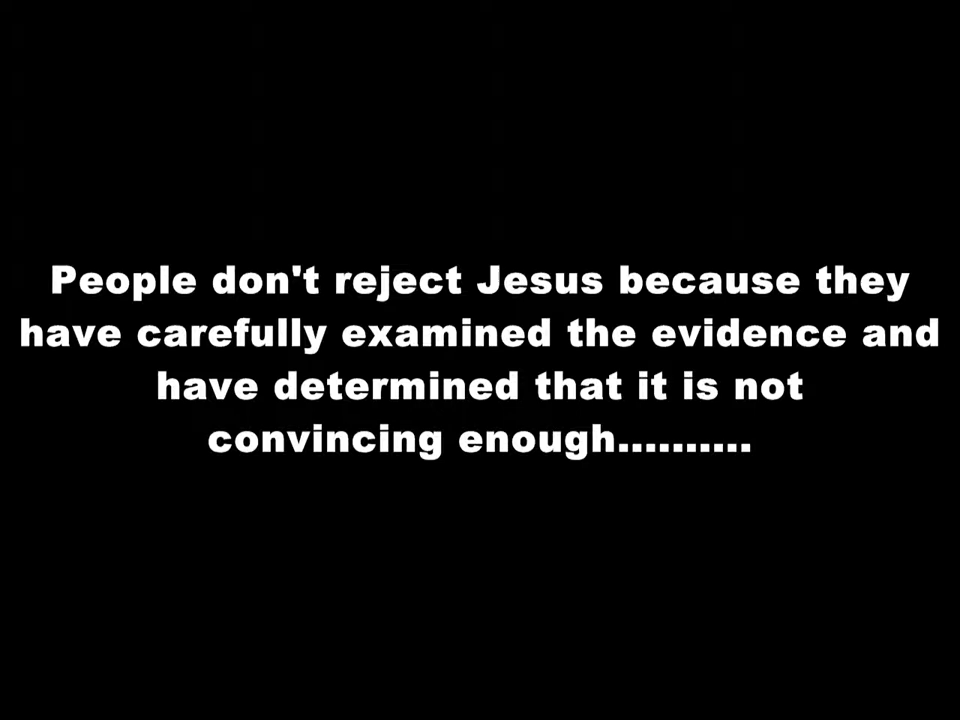 People don't reject Jesus because they
have carefully examined the evidence and
have determined that it is not
convincing enough..........